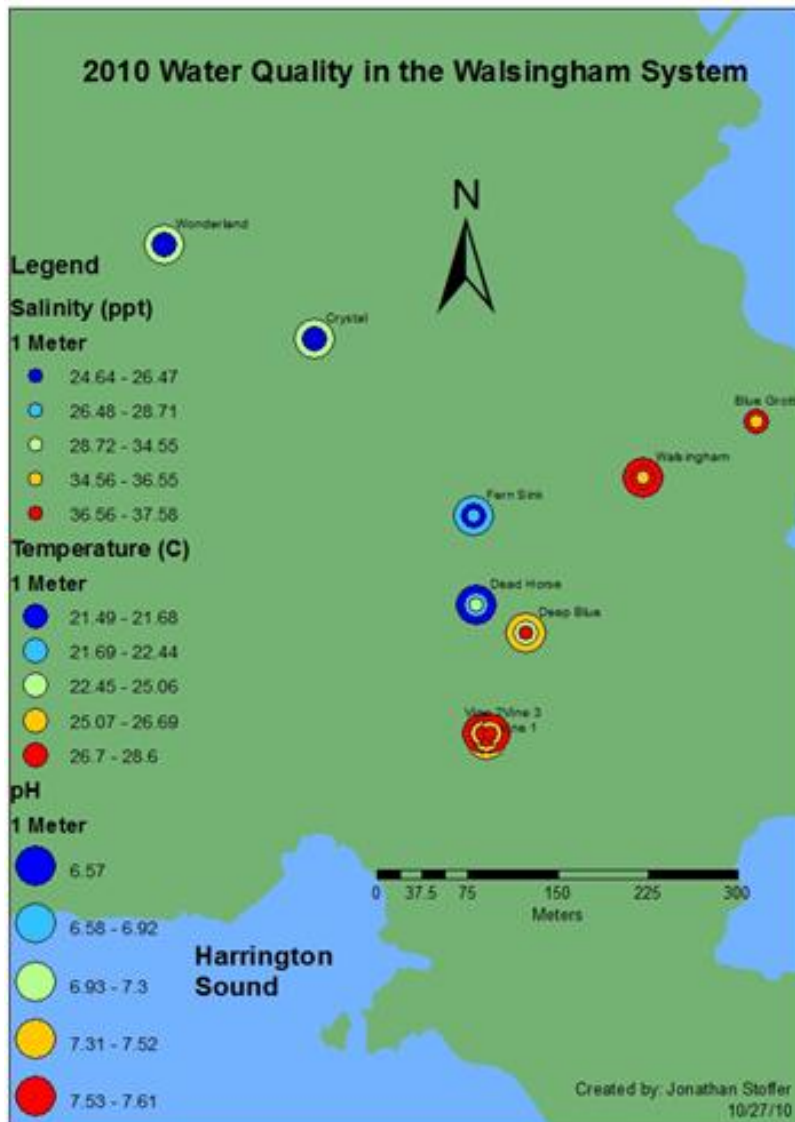 2010 Water Quality in the Walsingham System
N
Wonderland
Crystal
Blue Grott
Walsingham
Fern Sink
Dead Horse
Deep Blue
Vine 3
Legend
Salinity (ppt)
1 Meter
24.64 - 26.47
26.48 - 28.71
28.72 - 34.55
34.56 - 36.55
36.56 - 37.58
Temperature (C)
1 Meter
21.49 - 21.68
21.69 - 22.44
22.45 - 25.06
25.07 - 26.69
26.7 - 28.6
pH
1 Meter
6.57
6.58 - 6.92
6.93 - 7.3
7.31 - 7.52
7.53 - 7.61
0 37.5 75 150 225 300
Meters
Harrington
Sound
Created by: Jonathan Stoffer
10/27/10